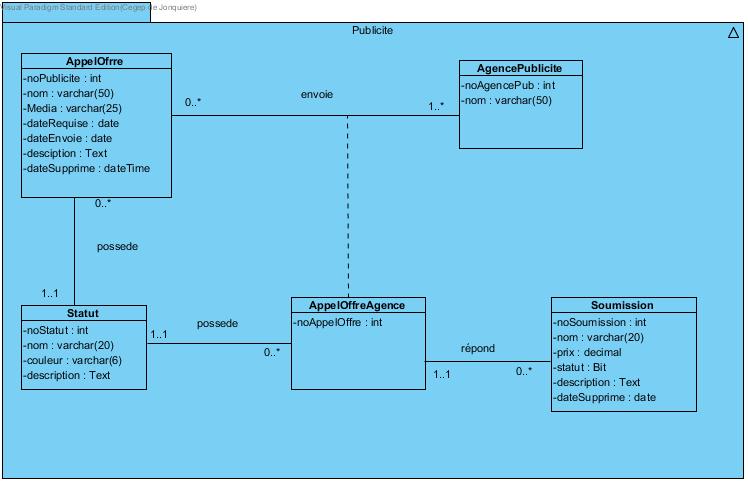 Visual Paradigm Standard Edition(Cegep de Jonquiere)
Publicite
AppelOfrre
-noPublicite : int
-nom : varchar(50)
-Media : varchar(25)
-dateRequise : date
-dateEnvoie : date
-desciption : Text
-dateSupprime : dateTime
0..*
envoie
1..*
AgencePublicite
-noAgencePub : int
-nom : varchar(50)
0..*
possede
1..1
Statut
-noStatut : int
-nom : varchar(20)
-couleur : varchar(6)
-description : Text
1..1
possede
0..*
AppelOffreAgence
-noAppelOffre : int
répond
1..1
0..*
Soumission
-noSoumission : int
-nom : varchar(20)
-prix : decimal
-statut : Bit
-description : Text
-dateSupprime : date